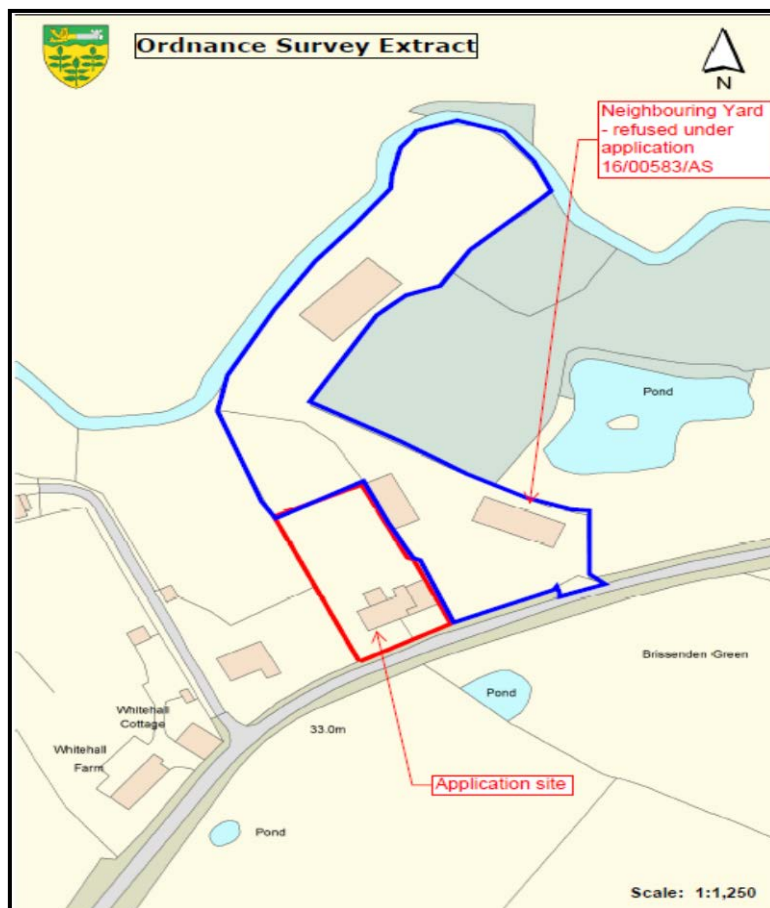 Ordnance Survey Extract
N
Neighbouring Yard
- refused under
application
16/00583/AS
Pond
Brissenden Green
Pond
Whitehall
Cottage
33.0m
Whitehall
Farm
Application site
Pond
Scale: 1:1,250